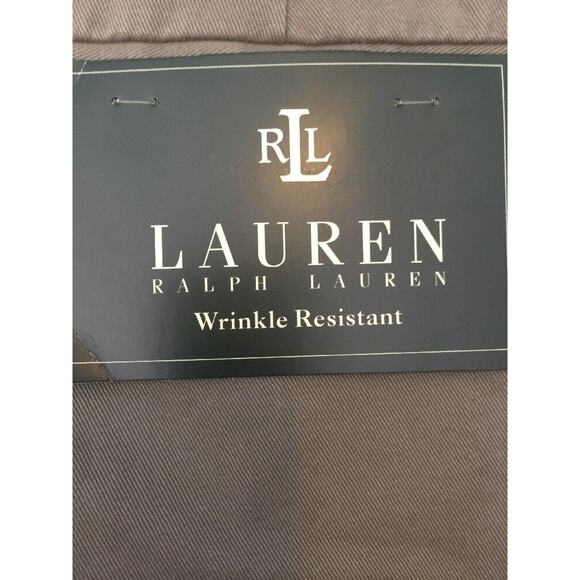 RLL
LAUREN
RALPH LAUREN
Wrinkle Resistant